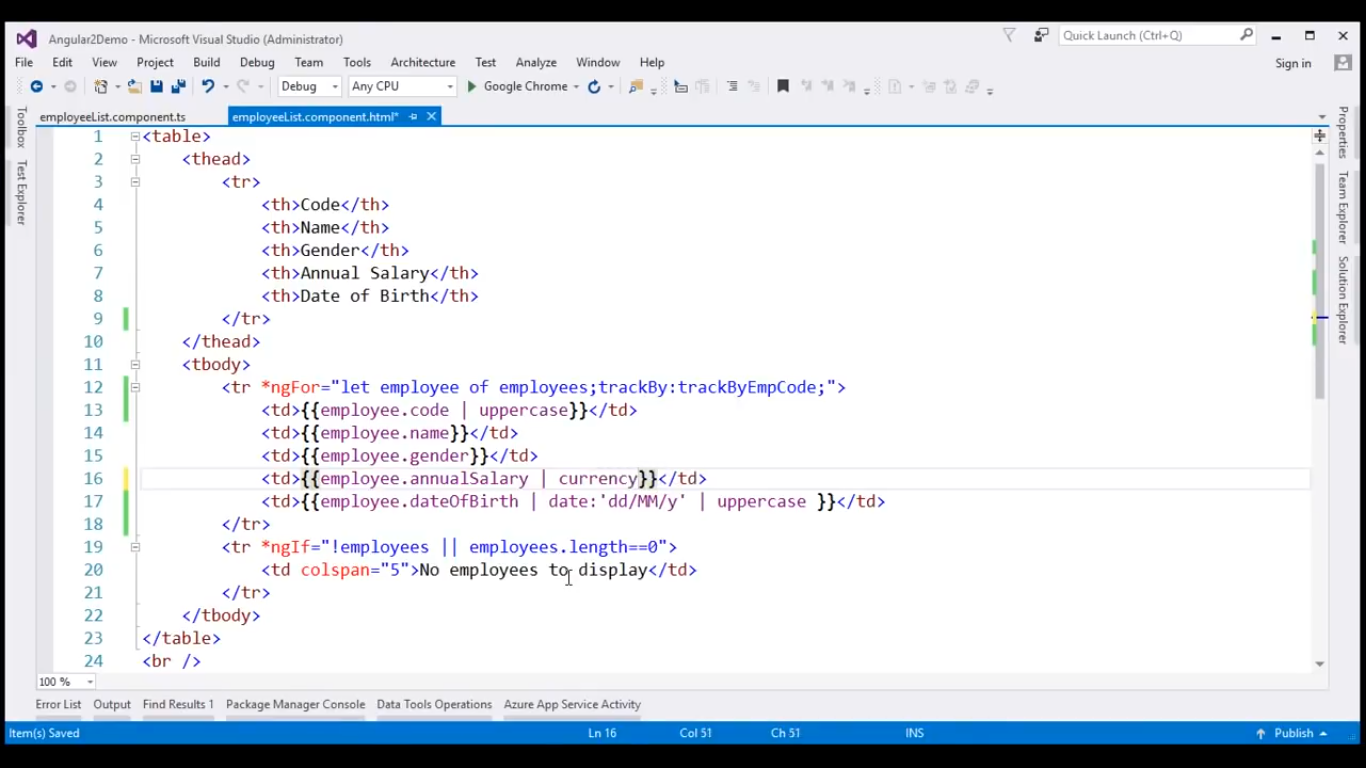 Angular2Demo - Microsoft Visual Studio (Administrator)
Quick Launch (Ctrl+Q)
File Edit View Project Build Debug Team Tools Architecture Test Analyze Window Help
Sign in
Debug Any CPU Google Chrome
employeeList.component.ts employeeList.component.html*
Toolbox
Test Explorer
1 <table>
2 <thead>
3 <tr>
4 <th>Code</th>
5 <th>Name</th>
6 <th>Gender</th>
7 <th>Annual Salary</th>
8 <th>Date of Birth</th>
9 </tr>
10 </thead>
11 <tbody>
12 <tr *ngFor="let employee of employees;trackBy:trackByEmpCode;">
13 <td>{{employee.code | uppercase}}</td>
14 <td>{{employee.name}}</td>
15 <td>{{employee.gender}}</td>
16 <td>{{employee.annualSalary | currency}}</td>
17 <td>{{employee.dateOfBirth | date:'dd/MM/y' | uppercase }}</td>
18 </tr>
19 <tr *ngIf="!employees || employees.length==0">
20 <td colspan="5">No employees to display</td>
21 </tr>
22 </tbody>
23 </table>
24 <br />
Properties
Team Explorer
Solution Explorer
100 %
Error List Output Find Results 1 Package Manager Console Data Tools Operations Azure App Service Activity
Item(s) Saved Ln 16 Col 51 Ch 51 INS Publish